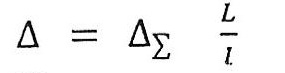 Δ = Δ_Σ L/l